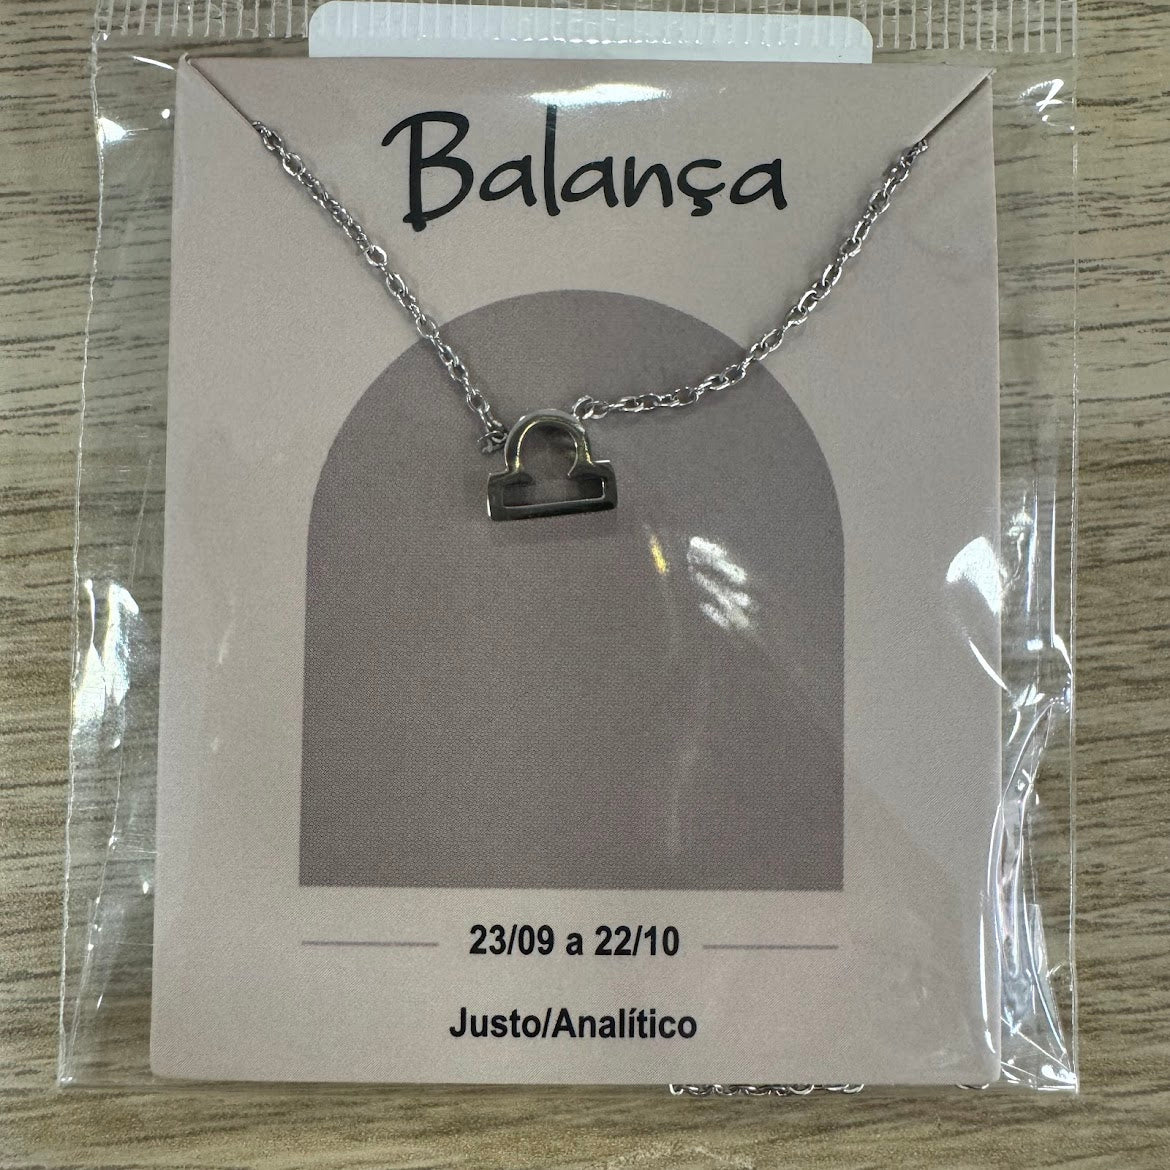 Balança
23/09 a 22/10
Justo/Analítico